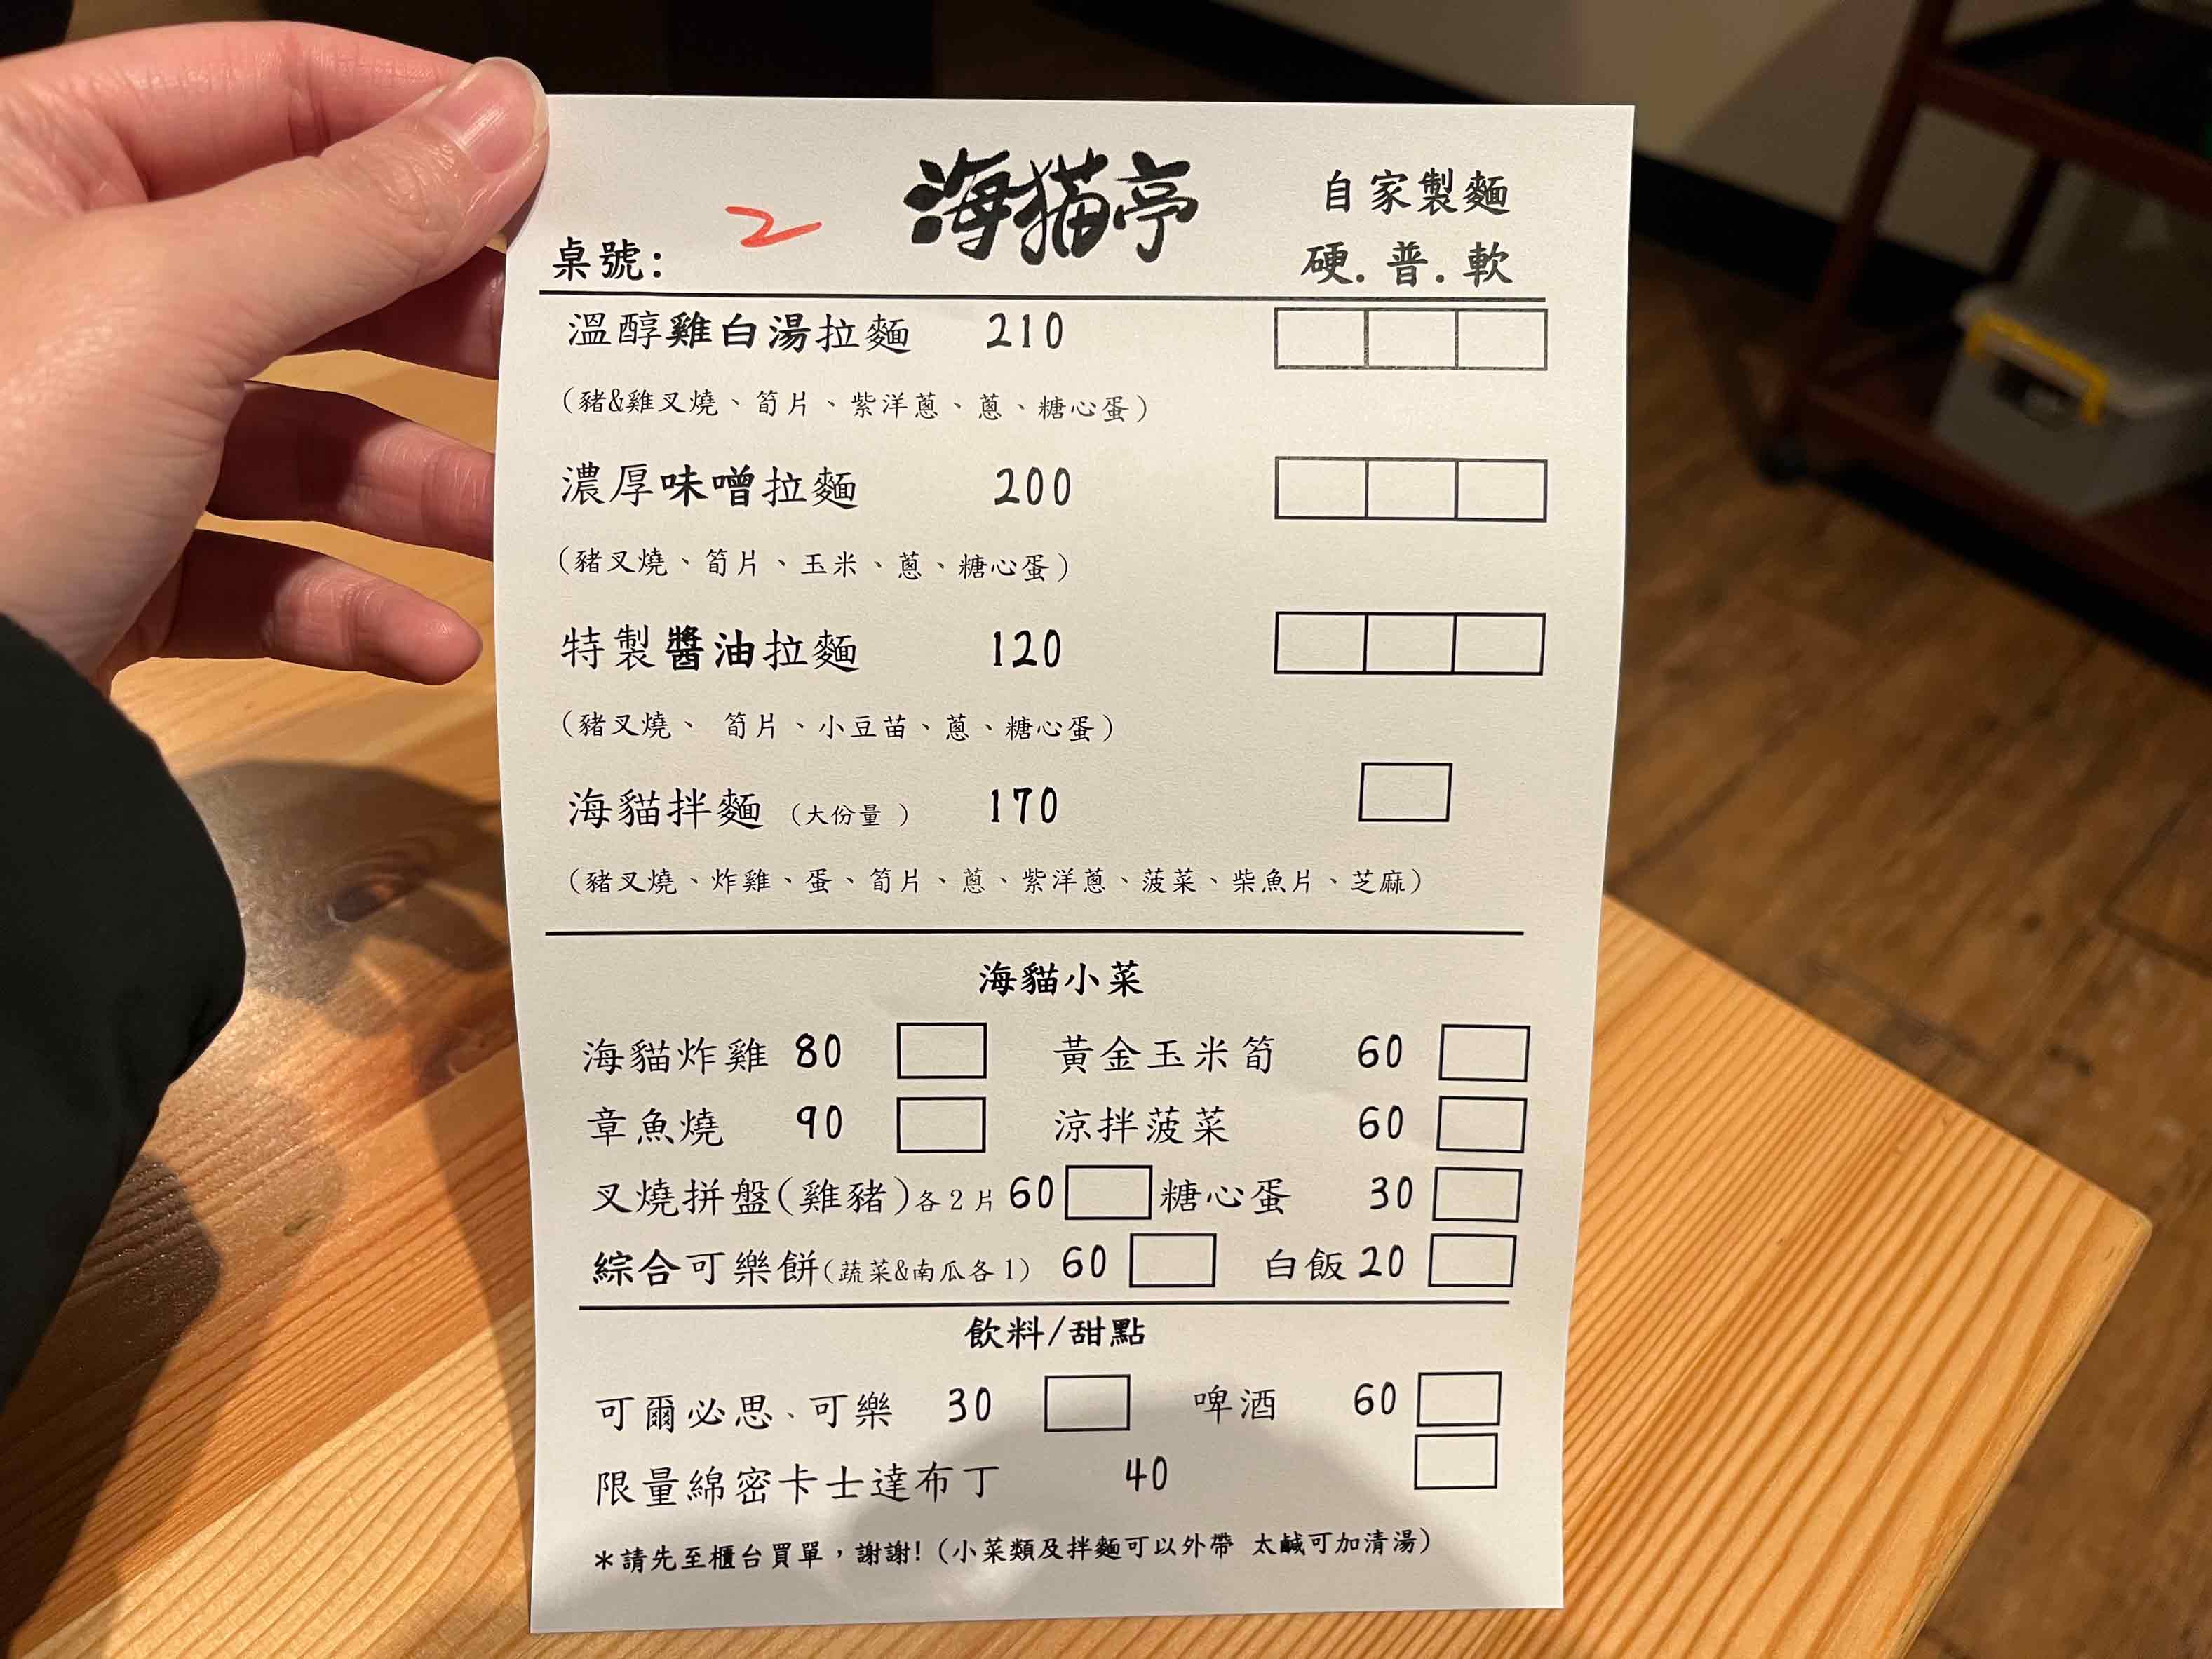 海貓亭
自家製麵
桌號: 2
硬.普.軟
溫醇雞白湯拉麵 210
(豬&雞叉燒、筍片、紫洋蔥、蔥、糖心蛋)
濃厚味噌拉麵 200
(豬叉燒、筍片、玉米、蔥、糖心蛋)
特製醬油拉麵 120
(豬叉燒、 筍片、小豆苗、蔥、糖心蛋)
海貓拌麵 (大份量 ) 170
(豬叉燒、炸雞、蛋、筍片、蔥、紫洋蔥、菠菜、柴魚片、芝麻)
海貓小菜
海貓炸雞 80 黃金玉米筍 60
章魚燒 90 涼拌菠菜 60
叉燒拼盤(雞豬)各2片 60 糖心蛋 30
綜合可樂餅(蔬菜&南瓜各1) 60 白飯 20
飲料/甜點
可爾必思、可樂 30 啤酒 60
限量綿密卡士達布丁 40
*請先至櫃台買單,謝謝! (小菜類及拌麵可以外帶 太鹹可加清湯)